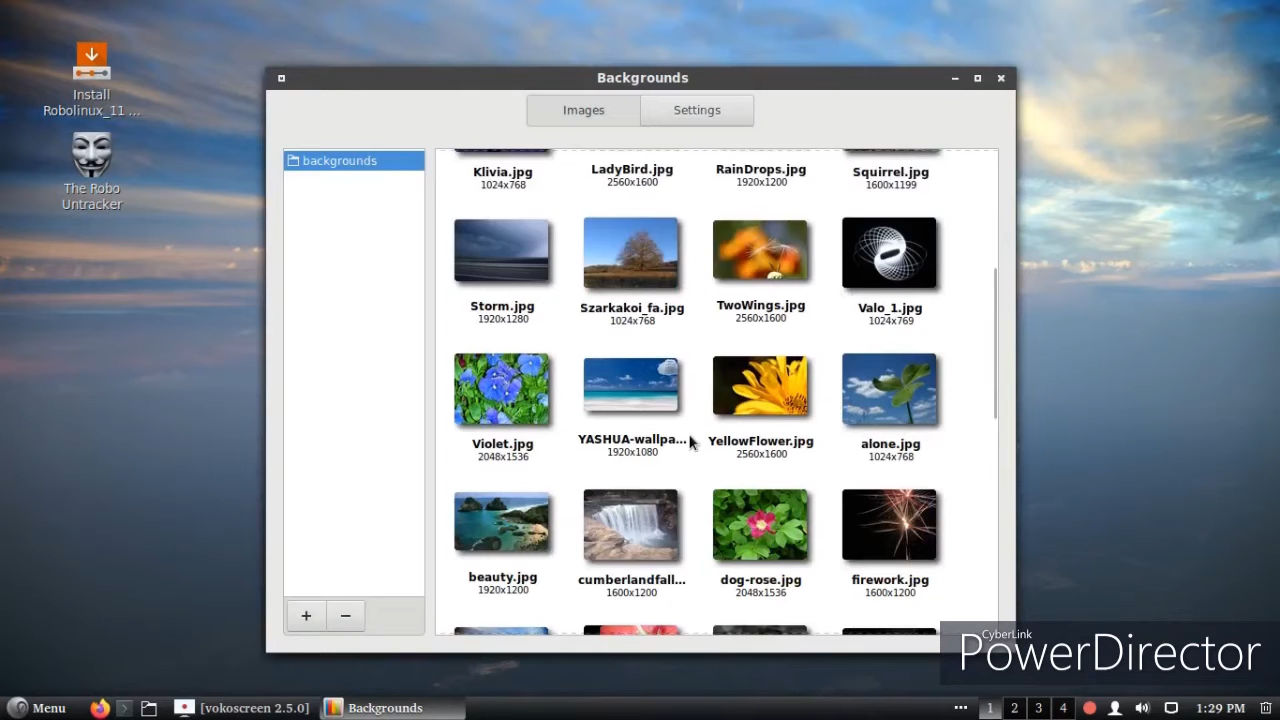 Install
Robolinux_11 ...
The Robo
Untracker
Backgrounds
Images
Settings
backgrounds
Klivia.jpg
1024x768
LadyBird.jpg
2560x1600
RainDrops.jpg
1920x1200
Squirrel.jpg
1600x1199
Storm.jpg
1920x1280
Szarkakoi_fa.jpg
1024x768
TwoWings.jpg
2560x1600
Valo_1.jpg
1024x769
Violet.jpg
2048x1536
YASHUA-wallpa...
1920x1080
YellowFlower.jpg
2560x1600
alone.jpg
1024x768
beauty.jpg
1920x1200
cumberlandfall...
1600x1200
dog-rose.jpg
2048x1536
firework.jpg
1600x1200
CyberLink
PowerDirector
Menu
[vokoscreen 2.5.0]
Backgrounds
1
2
3
4
1:29 PM